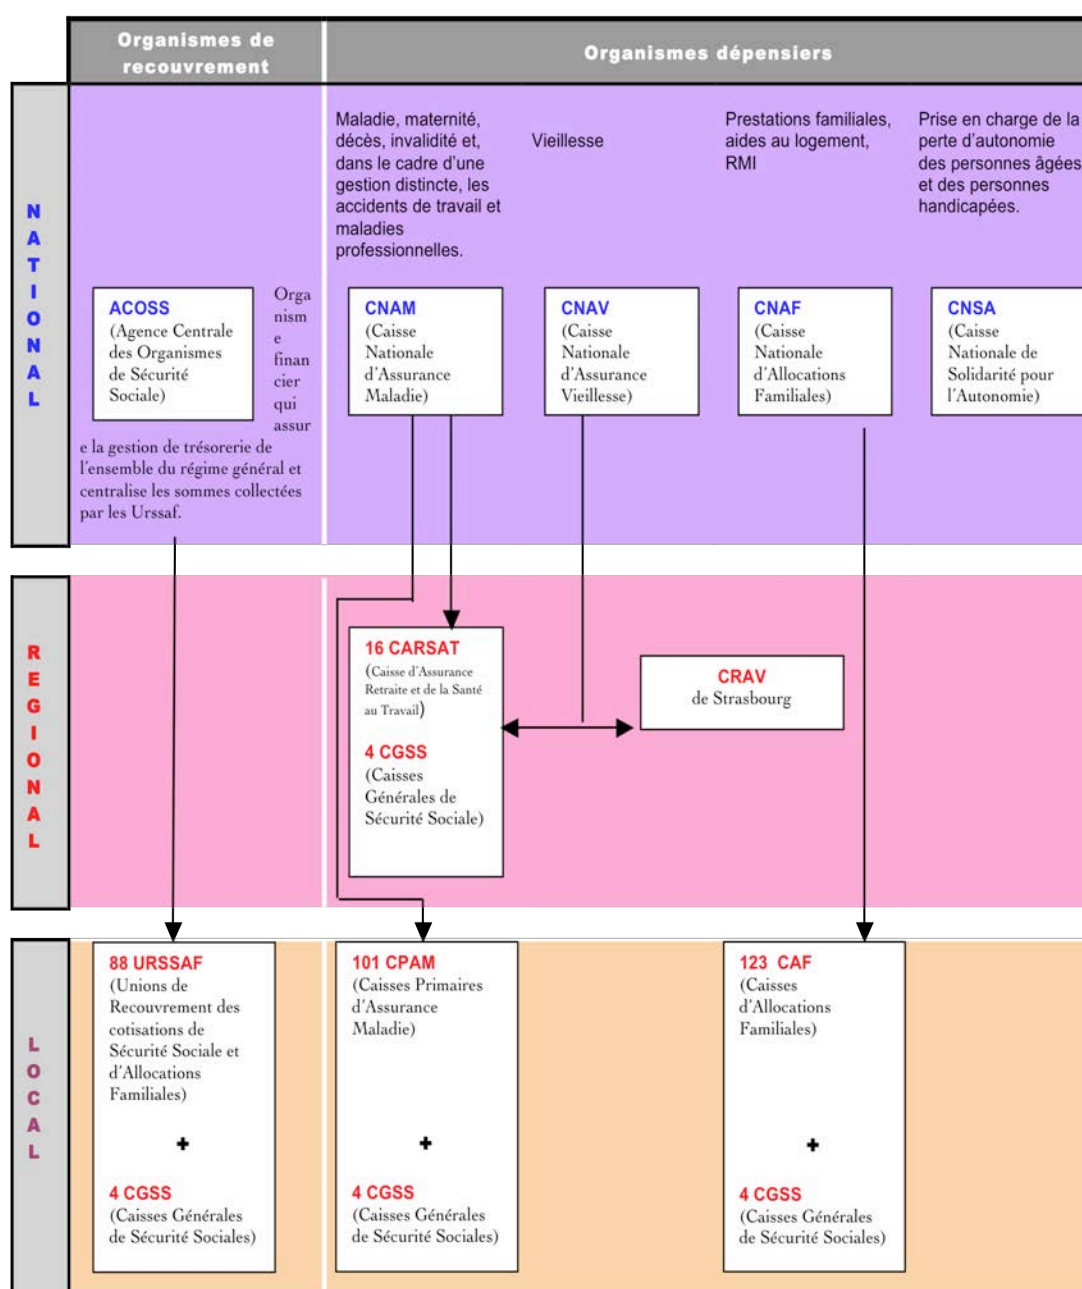 Organismes de
recouvrement
Organismes dépensiers
NATIONAL
Maladie, maternité,
décès, invalidité et,
dans le cadre d'une
gestion distincte, les
accidents de travail et
maladies
professionnelles.
Vieillesse
Prestations familiales,
aides au logement,
RMI
Prise en charge de la
perte d'autonomie
des personnes âgées
et des personnes
handicapées.
ACOSS
(Agence Centrale
des Organismes
de Sécurité
Sociale)
Orga
nism
e
finan
cier
qui
assur
e la gestion de trésorerie de
l'ensemble du régime général et
centralise les sommes collectées
par les Urssaf.
CNAM
(Caisse
Nationale
d'Assurance
Maladie)
CNAV
(Caisse
Nationale
d'Assurance
Vieillesse)
CNAF
(Caisse
Nationale
d'Allocations
Familiales)
CNSA
(Caisse
Nationale de
Solidarité pour
l'Autonomie)
REGIONAL
16 CARSAT
(Caisse d'Assurance
Retraite et de la Santé
au Travail)
4 CGSS
(Caisses
Générales de
Sécurité Sociale)
CRAV
de Strasbourg
LOCAL
88 URSSAF
(Unions de
Recouvrement des
cotisations de
Sécurité Sociale et
d'Allocations
Familiales)
+
4 CGSS
(Caisses Générales
de Sécurité Sociales)
101 CPAM
(Caisses Primaires
d'Assurance
Maladie)
+
4 CGSS
(Caisses Générales
de Sécurité Sociales)
123 CAF
(Caisses
d'Allocations
Familiales)
+
4 CGSS
(Caisses Générales
de Sécurité Sociales)